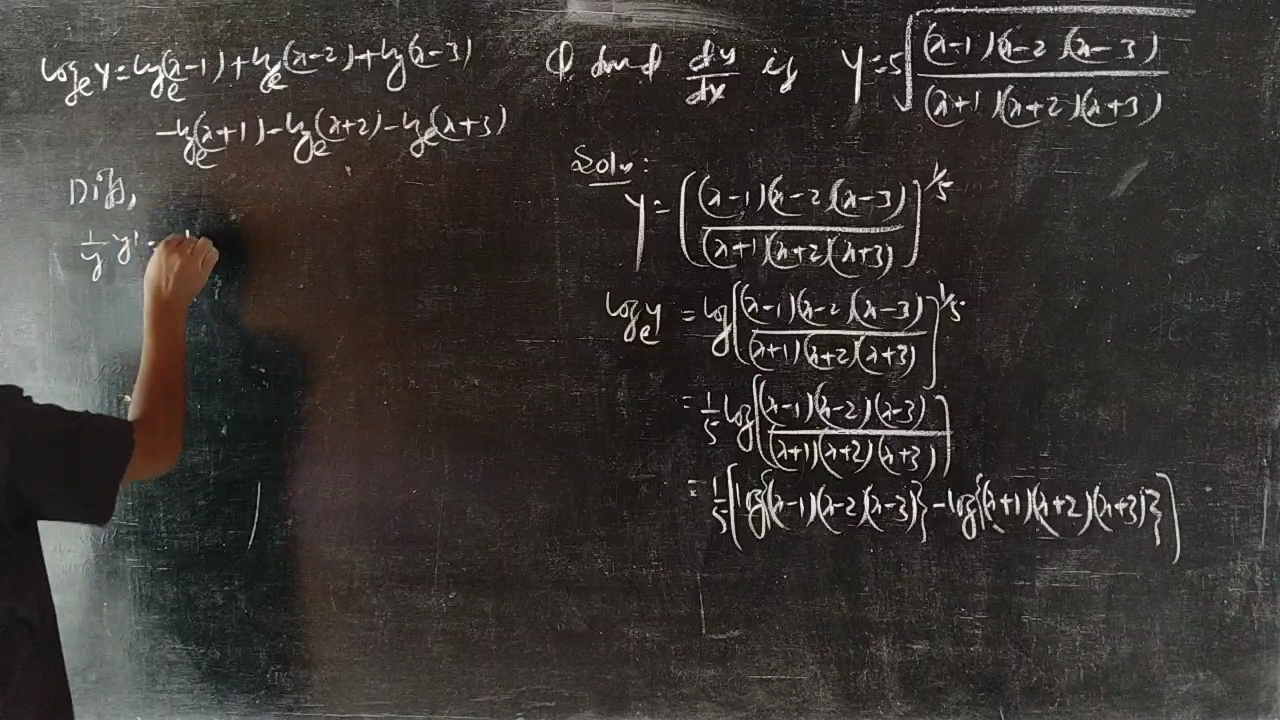 Find dy/dx if y = 5√((x-1)(x-2)(x-3)/(x+1)(x+2)(x+3))
Soln:
y = ((x-1)(x-2)(x-3)/(x+1)(x+2)(x+3))^1/5
log_e y = log[(x-1)(x-2)(x-3)/(x+1)(x+2)(x+3)]^1/5
= 1/5 log[(x-1)(x-2)(x-3)/(x+1)(x+2)(x+3)]
= 1/5[log{(x-1)(x-2)(x-3)} - log{(x+1)(x+2)(x+3)}]
log_e y = log_e(x-1) + log_e(x-2) + log(x-3)
- log_e(x+1) - log_e(x+2) - log_e(x+3)
Diff,
1/y y' =